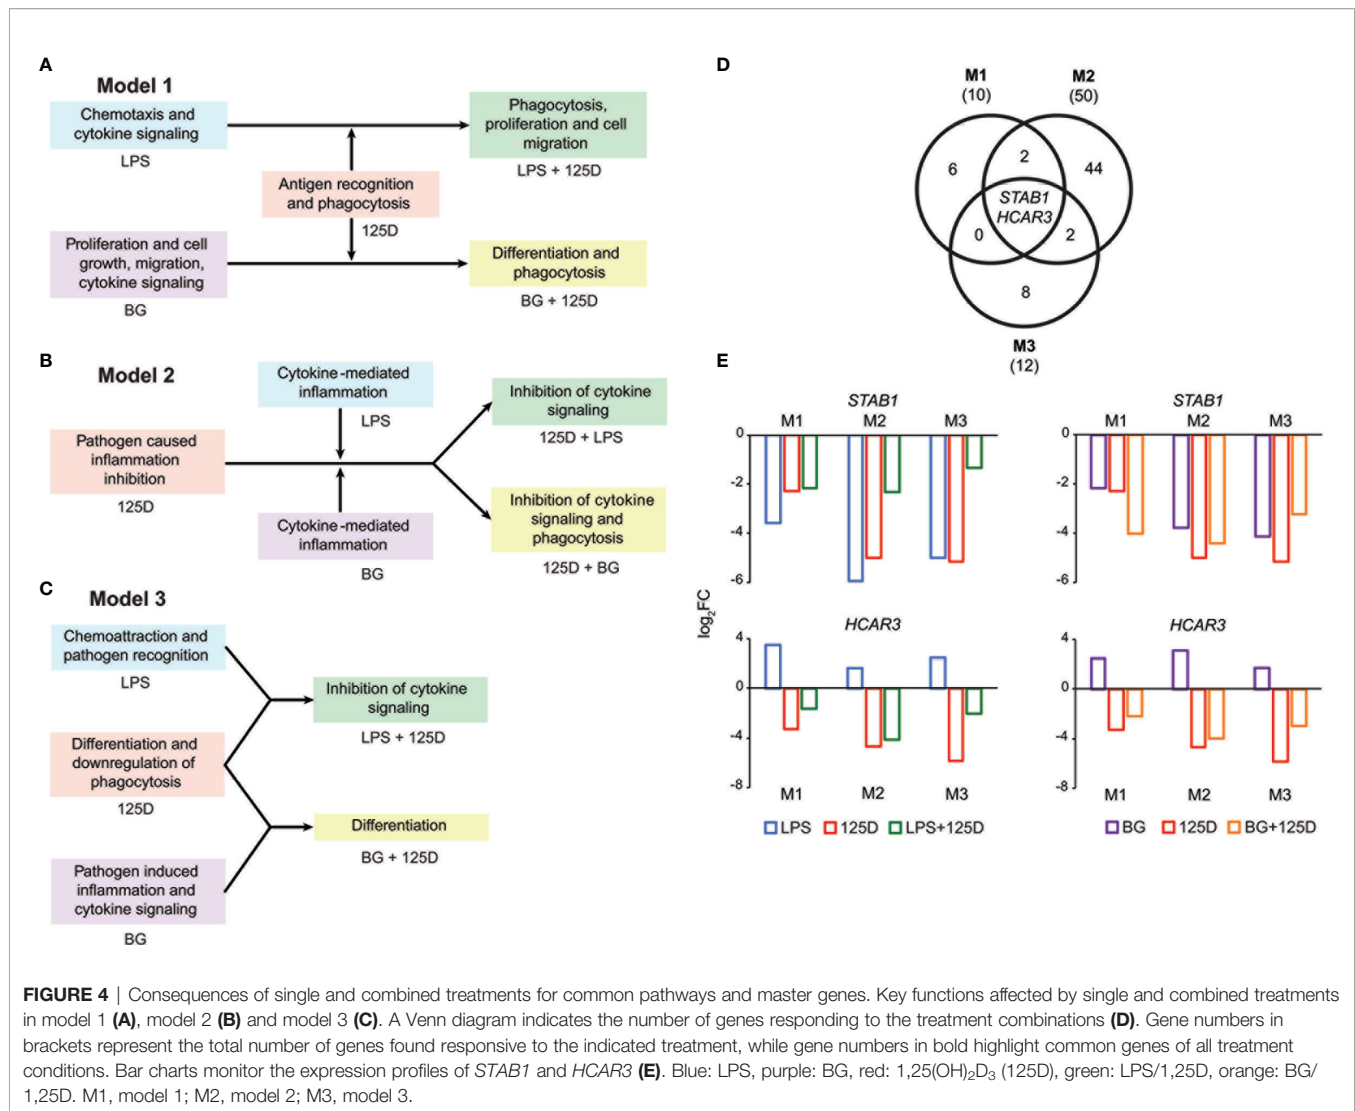 A
Model 1
Chemotaxis and
cytokine signaling
LPS
Antigen recognition
and phagocytosis
125D
Phagocytosis,
proliferation and cell
migration
LPS + 125D
Proliferation and cell
growth, migration,
cytokine signaling
BG
Differentiation and
phagocytosis
BG + 125D
B
Model 2
Cytokine-mediated
inflammation
LPS
Pathogen caused
inflammation
inhibition
125D
Cytokine-mediated
inflammation
BG
Inhibition of cytokine
signaling
125D + LPS
Inhibition of cytokine
signaling and
phagocytosis
125D + BG
C
Model 3
Chemoattraction and
pathogen recognition
LPS
Differentiation and
downregulation of
phagocytosis
125D
Pathogen induced
inflammation and
cytokine signaling
BG
Inhibition of cytokine
signaling
LPS + 125D
Differentiation
BG + 125D
D
M1
(10)
M2
(50)
6
2
44
STAB1
HCAR3
0
2
8
M3
(12)
E
log2FC
STAB1
M1 M2 M3
0
-2
-4
-6
STAB1
M1 M2 M3
0
-2
-4
-6
HCAR3
4
0
-4
-8
M1 M2 M3
LPS 125D LPS+125D
HCAR3
4
0
-4
-8
M1 M2 M3
BG 125D BG+125D
FIGURE 4 | Consequences of single and combined treatments for common pathways and master genes. Key functions affected by single and combined treatments
in model 1 (A), model 2 (B) and model 3 (C). A Venn diagram indicates the number of genes responding to the treatment combinations (D). Gene numbers in
brackets represent the total number of genes found responsive to the indicated treatment, while gene numbers in bold highlight common genes of all treatment
conditions. Bar charts monitor the expression profiles of STAB1 and HCAR3 (E). Blue: LPS, purple: BG, red: 1,25(OH)2D3 (125D), green: LPS/1,25D, orange: BG/
1,25D. M1, model 1; M2, model 2; M3, model 3.